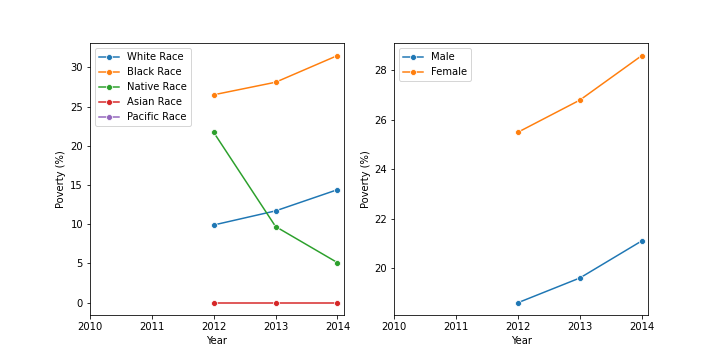 White Race
Black Race
Native Race
Asian Race
Pacific Race
Poverty (%)
30
25
20
15
10
5
0
2010 2011 2012 2013 2014
Year
Male
Female
Poverty (%)
28
26
24
22
20
2010 2011 2012 2013 2014
Year